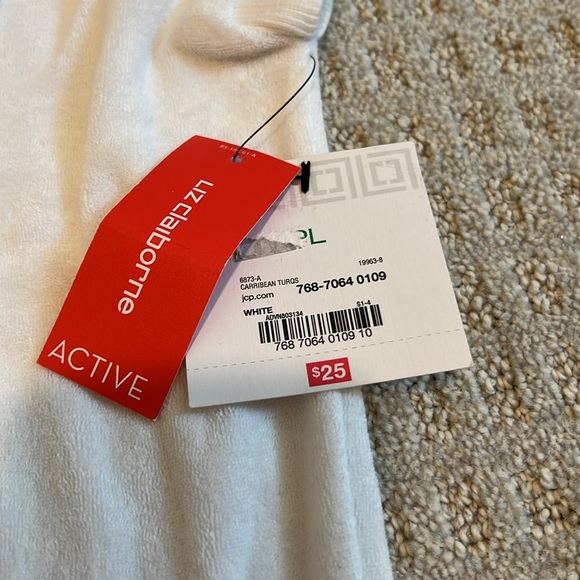 liz claiborne
ACTIVE
PL
6873-A
19963-8
CARRIBEAN TURQS
jcp.com 768-7064 0109
WHITE
S1-4
ADVN803134
768 7064 0109 10
$25